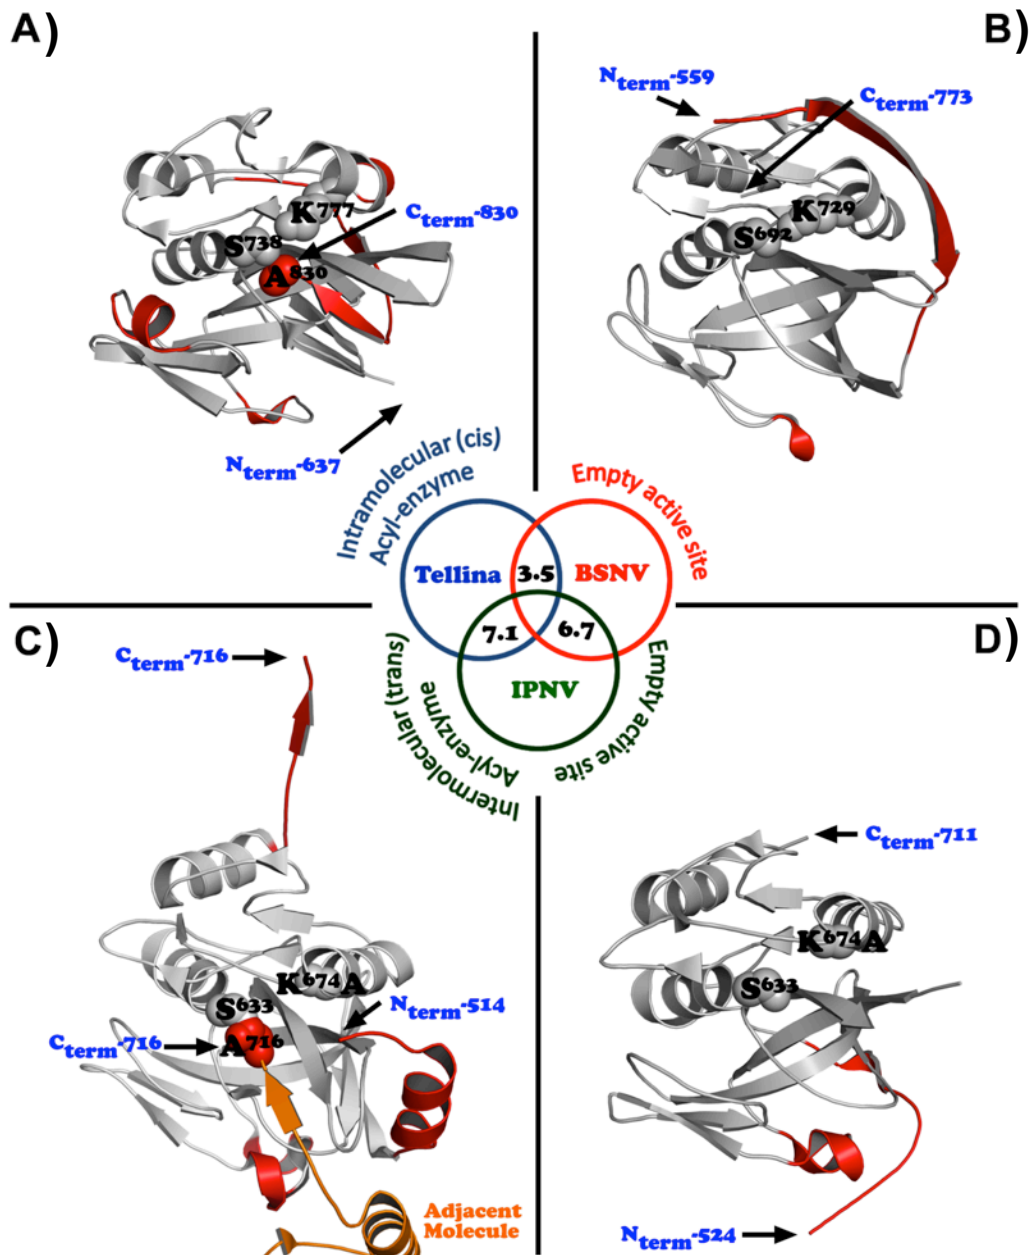 A)
B)
Nterm-559
Cterm-773
K777
Cterm-830
S738
A830
K729
S692
Nterm-637
Intramolecular (cis)
Acyl-enzyme
Empty active site
Tellina
3.5
BSNV
7.1
6.7
IPNV
Intermolecular (trans)
Acyl-enzyme
Empty active site
C)
D)
Cterm-716
Cterm-711
K674A
S633
Nterm-514
Cterm-716
A716
K674A
S633
Adjacent
Molecule
Nterm-524